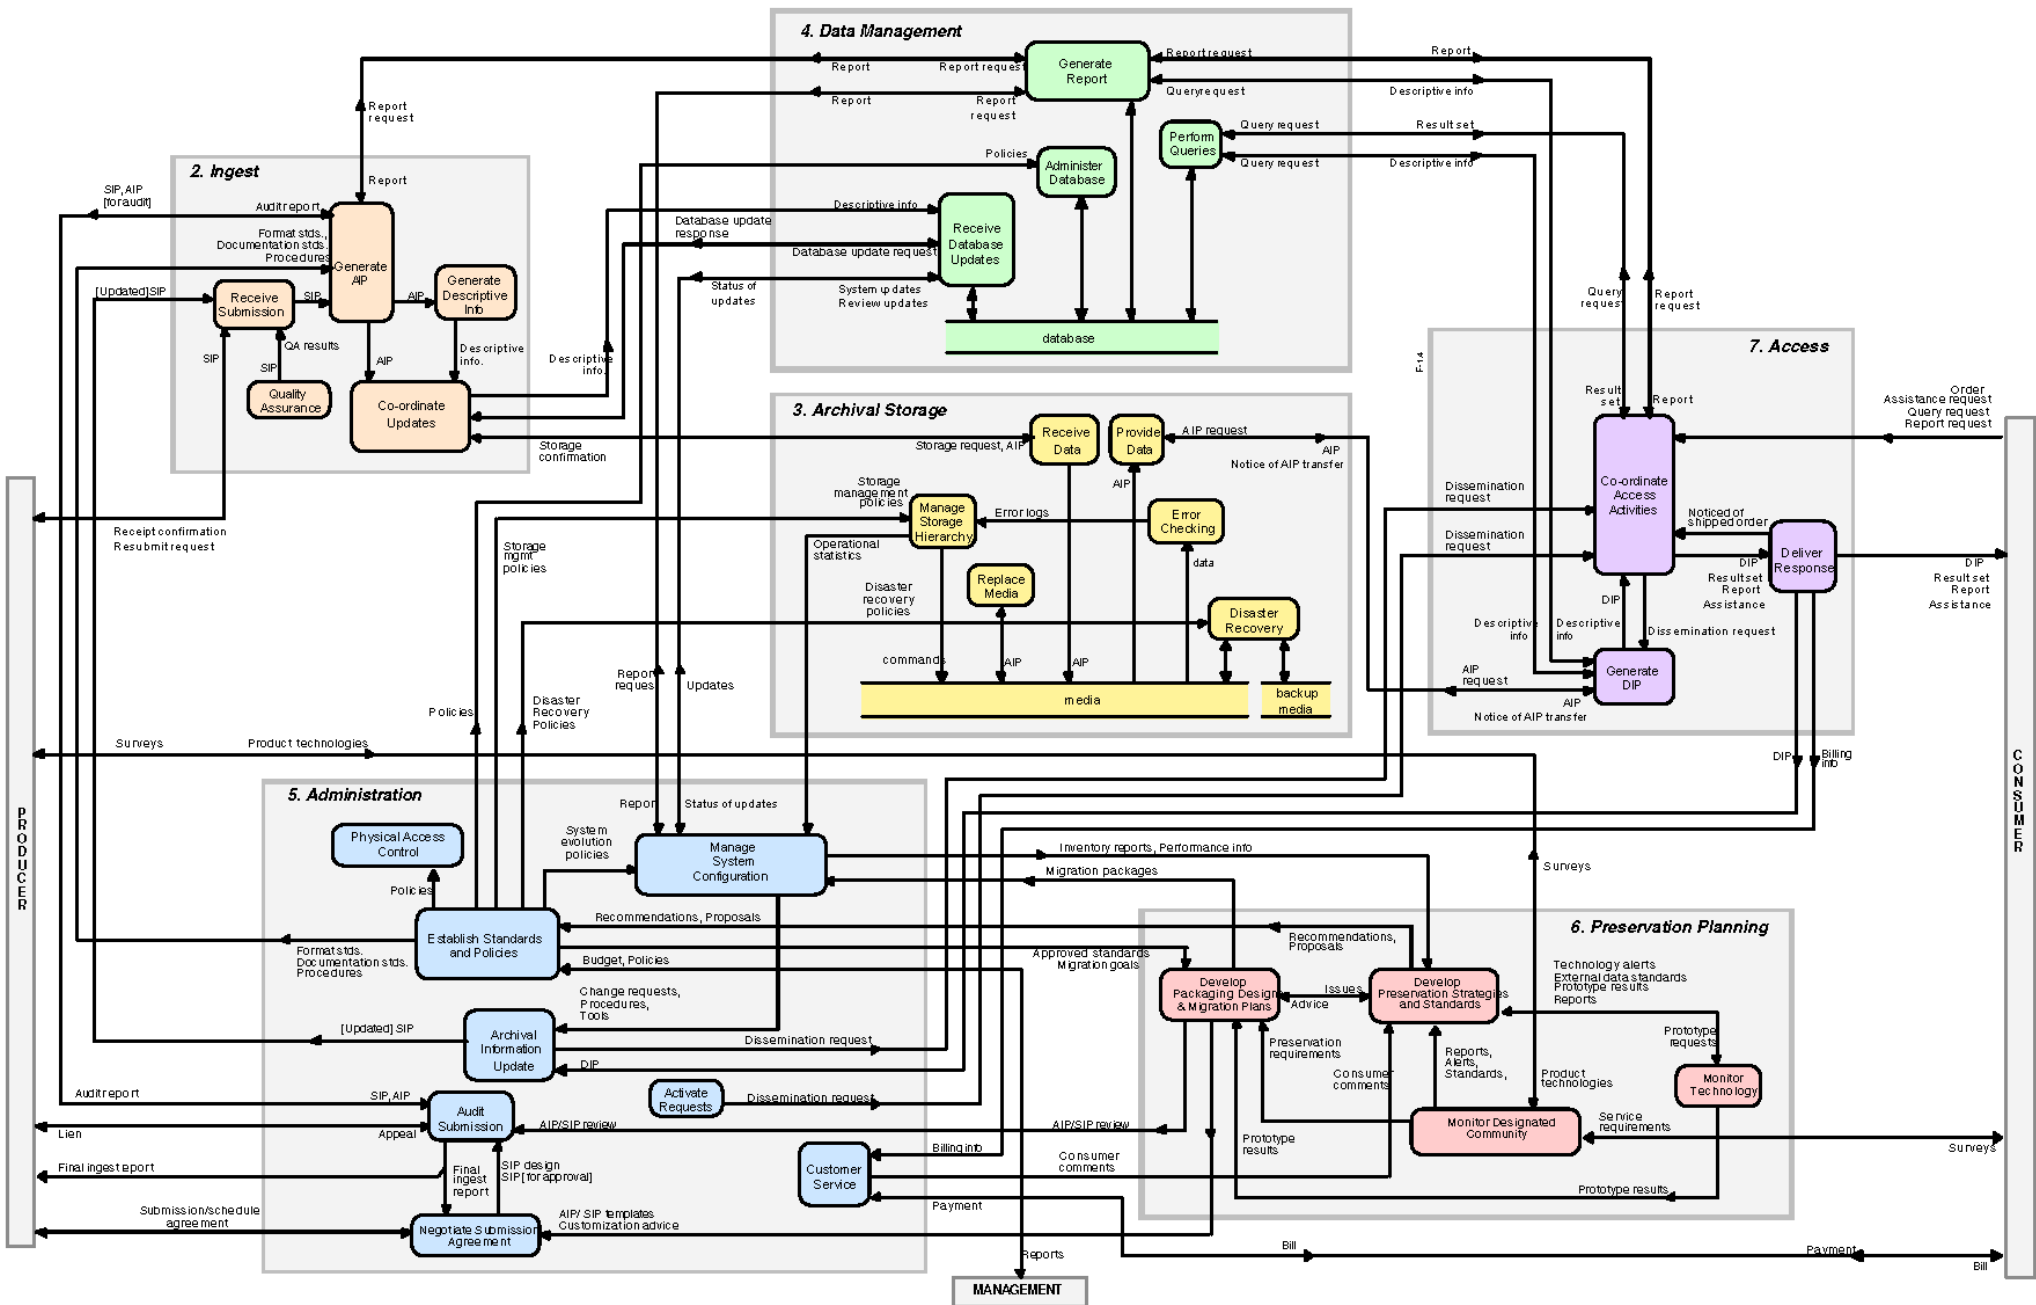 4. Data Management
Generate
Report
Report
Report request
Report request
Report
Report
Report
request
Queryrequest
Descriptive info
Report
request
Perform
Queries
Query request
Result set
Query request
Descriptive info
Policies
Administer
Database
Descriptive info
Database update
response
Database update request
Receive
Database
Updates
Status of
updates
System updates
Review updates
database
2. Ingest
Report
SIP, AIP
[for audit]
Audit report
Format stds.,
Documentation stds.
Procedures
Generate
AIP
[Updated] SIP
Receive
Submission
SIP
AIP
Generate
Descriptive
Info
SIP
QA results
SIP
AIP
Descriptive
info.
Quality
Assurance
Co-ordinate
Updates
Descriptive
info.
Storage
confirmation
Receipt confirmation
Resubmit request
3. Archival Storage
Receive
Data
Provide
Data
Storage request, AIP
AIP request
AIP
Notice of AIP transfer
Storage
management
policies
AIP
Manage
Storage
Hierarchy
Error logs
Error
Checking
Storage
mgmt
policies
Operational
statistics
data
Replace
Media
Disaster
recovery
policies
Disaster
Recovery
commands
AIP
AIP
media
backup
media
7. Access
F-1.4
Query
request
Report
request
Result
set
Report
Order
Assistance request
Query request
Report request
Co-ordinate
Access
Activities
Dissemination
request
Dissemination
request
Noticed of
shipped order
Deliver
Response
DIP
Result set
Report
Assistance
DIP
Result set
Report
Assistance
DIP
Descriptive
info
Descriptive
info
Dissemination request
Generate
DIP
AIP
request
AIP
Notice of AIP transfer
DIP
Billing
info
Report
request
Updates
Policies
Disaster
Recovery
Policies
Surveys
Product technologies
PRODUCER
CONSUMER
5. Administration
Report
Status of updates
Physical Access
Control
System
evolution
policies
Manage
System
Configuration
Inventory reports, Performance info
Migration packages
Surveys
Policies
Establish Standards
and Policies
Recommendations, Proposals
Format stds.
Documentation stds.
Procedures
Budget, Policies
Approved standards
Migration goals
Change requests,
Procedures,
Tools
[Updated] SIP
Archival
Information
Update
Dissemination request
DIP
Activate
Requests
Dissemination request
Audit report
SIP, AIP
Audit
Submission
Lien
Appeal
AIP/SIP review
AIP/SIP review
Final ingest report
Final
ingest
report
SIP design
SIP [for approval]
Customer
Service
Billing info
Consumer
comments
Payment
Submission/schedule
agreement
Negotiate Submission
Agreement
AIP/ SIP templates
Customization advice
Reports
MANAGEMENT
6. Preservation Planning
Recommendations,
Proposals
Technology alerts
External data standards
Prototype results
Reports
Develop
Packaging Designs
& Migration Plans
Issues
Advice
Develop
Preservation Strategies
and Standards
Prototype
requests
Preservation
requirements
Consumer
comments
Reports,
Alerts,
Standards,
Product
technologies
Monitor
Technology
Monitor Designated
Community
Service
requirements
Surveys
Prototype
results
Prototype results
Bill
Payment
Bill